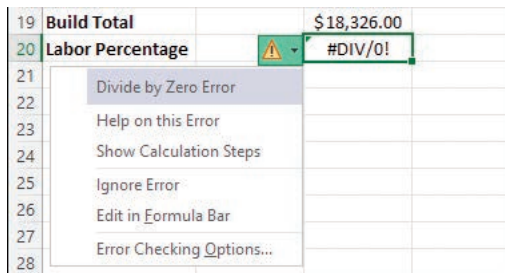 19 Build Total $18,326.00
20 Labor Percentage #DIV/0!
21
Divide by Zero Error
22
Help on this Error
23
24 Show Calculation Steps
25 Ignore Error
26 Edit in Formula Bar
27
Error Checking Options...
28